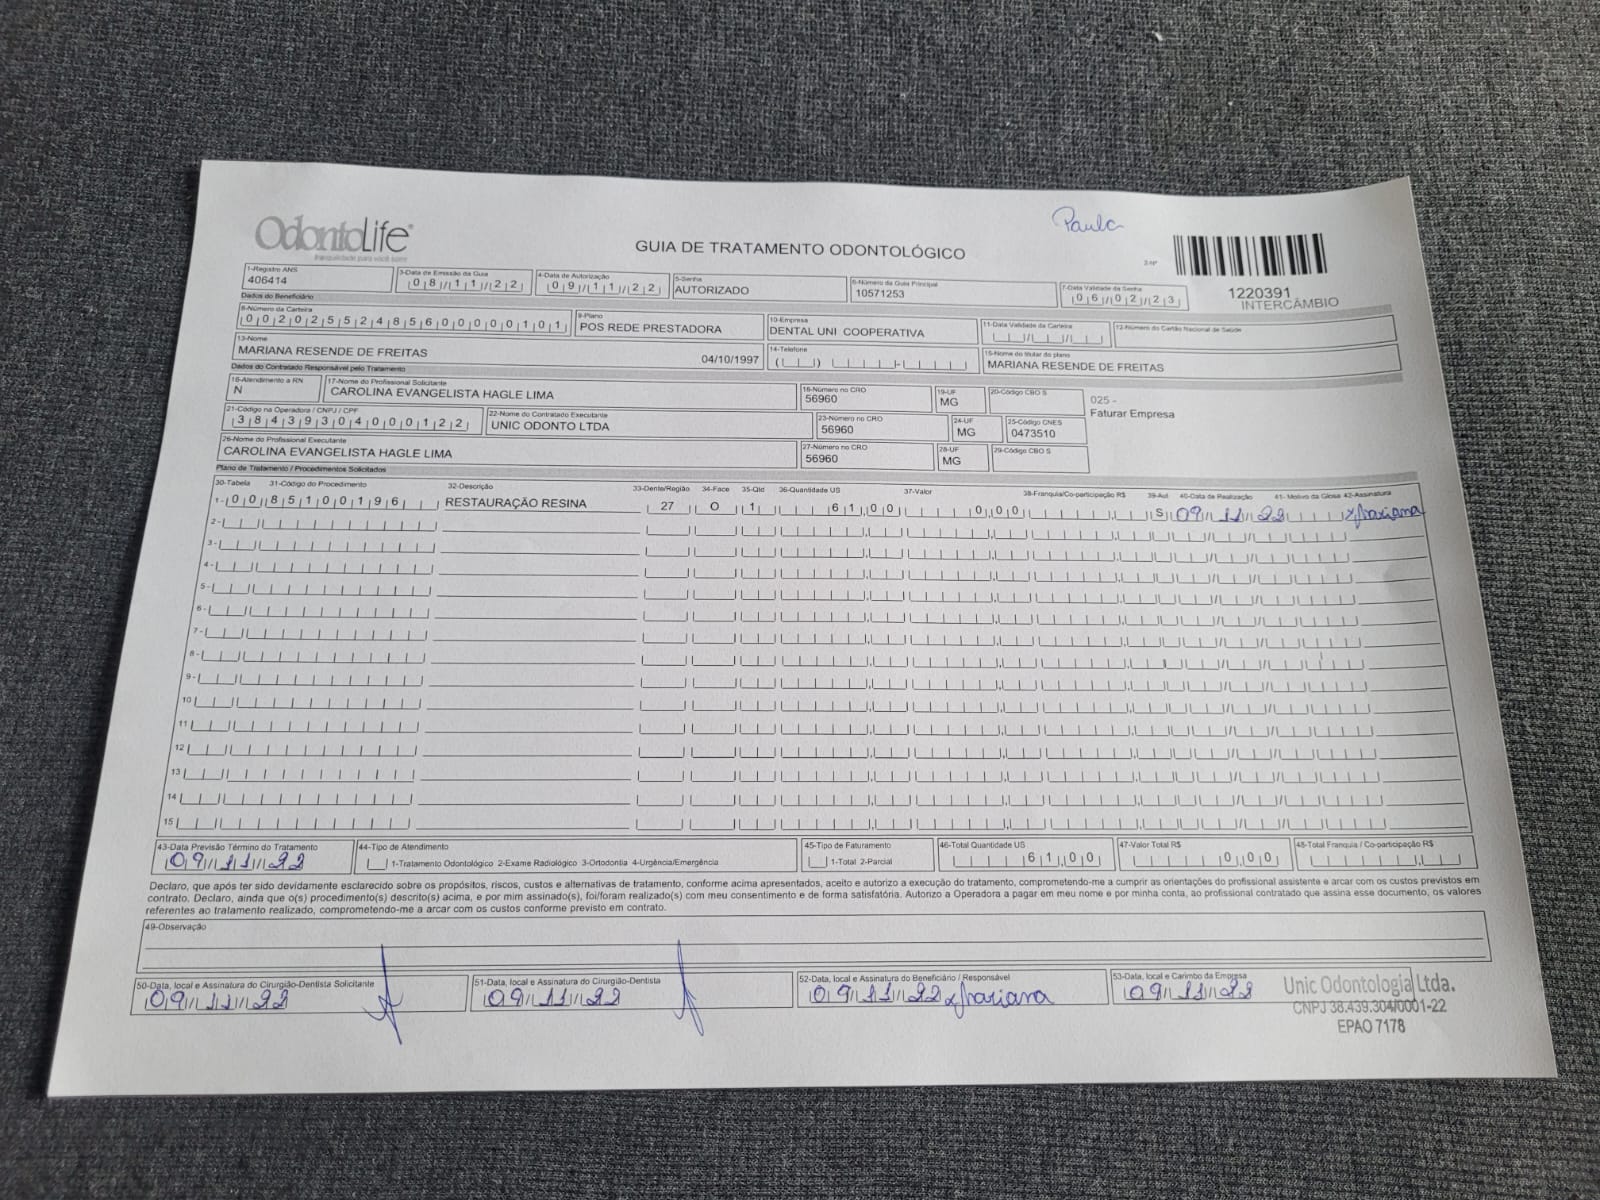 Paula
OdontoLife
tranquilidade para você sorrir
GUIA DE TRATAMENTO ODONTOLÓGICO
1220391
INTERCÂMBIO
1-Registro ANS
406414
3-Data de Emissão da Guia
08/11/22
4-Data de Autorização
09/11/22
5-Senha
AUTORIZADO
6-Número da Guia Principal
10571253
7-Data Validade da Senha
06/02/23
Dados do Beneficiário
8-Número da Carteira
00202552485600000101
9-Plano
POS REDE PRESTADORA
10-Empresa
DENTAL UNI COOPERATIVA
11-Data Validade da Carteira
12-Número do Cartão Nacional de Saúde
13-Nome
MARIANA RESENDE DE FREITAS 04/10/1997
14-Telefone
15-Nome do titular do plano
MARIANA RESENDE DE FREITAS
Dados do Contratado Responsável pelo Tratamento
16-Atendimento a RN
N
17-Nome do Profissional Solicitante
CAROLINA EVANGELISTA HAGLE LIMA
18-Número no CRO
56960
19-UF
MG
20-Código CBO S
025 -
Faturar Empresa
21-Código na Operadora / CNPJ / CPF
38439304000122
22-Nome do Contratado Executante
UNIC ODONTO LTDA
23-Número no CRO
56960
24-UF
MG
25-Código CNES
0473510
26-Nome do Profissional Executante
CAROLINA EVANGELISTA HAGLE LIMA
27-Número no CRO
56960
28-UF
MG
29-Código CBO S
Plano de Tratamento / Procedimentos Solicitados
30-Tabela 31-Código do Procedimento 32-Descrição 33-Dente/Região 34-Face 35-Qtd 36-Quantidade US 37-Valor 38-Franquia/Co-participação R$ 39-Aut 40-Data de Realização 41- Motivo da Glosa 42-Assinatura
1- 00 85100196 RESTAURAÇÃO RESINA 27 O 1 61,00 0,00 S 09/11/22 Mariana
2-
3-
4-
5-
6-
7-
8-
9-
10
11
12
13
14
15
43-Data Previsão Término do Tratamento
09/11/22
44-Tipo de Atendimento
1-Tratamento Odontológico 2-Exame Radiológico 3-Ortodontia 4-Urgência/Emergência
45-Tipo de Faturamento
1-Total 2-Parcial
46-Total Quantidade US
61,00
47-Valor Total R$
0,00
48-Total Franquia / Co-participação R$
Declaro, que após ter sido devidamente esclarecido sobre os propósitos, riscos, custos e alternativas de tratamento, conforme acima apresentados, aceito e autorizo a execução do tratamento, comprometendo-me a cumprir as orientações do profissional assistente e arcar com os custos previstos em
contrato. Declaro, ainda que o(s) procedimento(s) descrito(s) acima, e por mim assinado(s), foi/foram realizado(s) com meu consentimento e de forma satisfatória. Autorizo a Operadora a pagar em meu nome e por minha conta, ao profissional contratado que assina esse documento, os valores
referentes ao tratamento realizado, comprometendo-me a arcar com os custos conforme previsto em contrato.
49-Observação
50-Data, local e Assinatura do Cirurgião-Dentista Solicitante
09/11/22
51-Data, local e Assinatura do Cirurgião-Dentista
09/11/22
52-Data, local e Assinatura do Beneficiário / Responsável
09/11/22 Mariana
53-Data, local e Carimbo da Empresa
09/11/22
Unic Odontologia Ltda.
CNPJ 38.439.304/0001-22
EPAO 7178